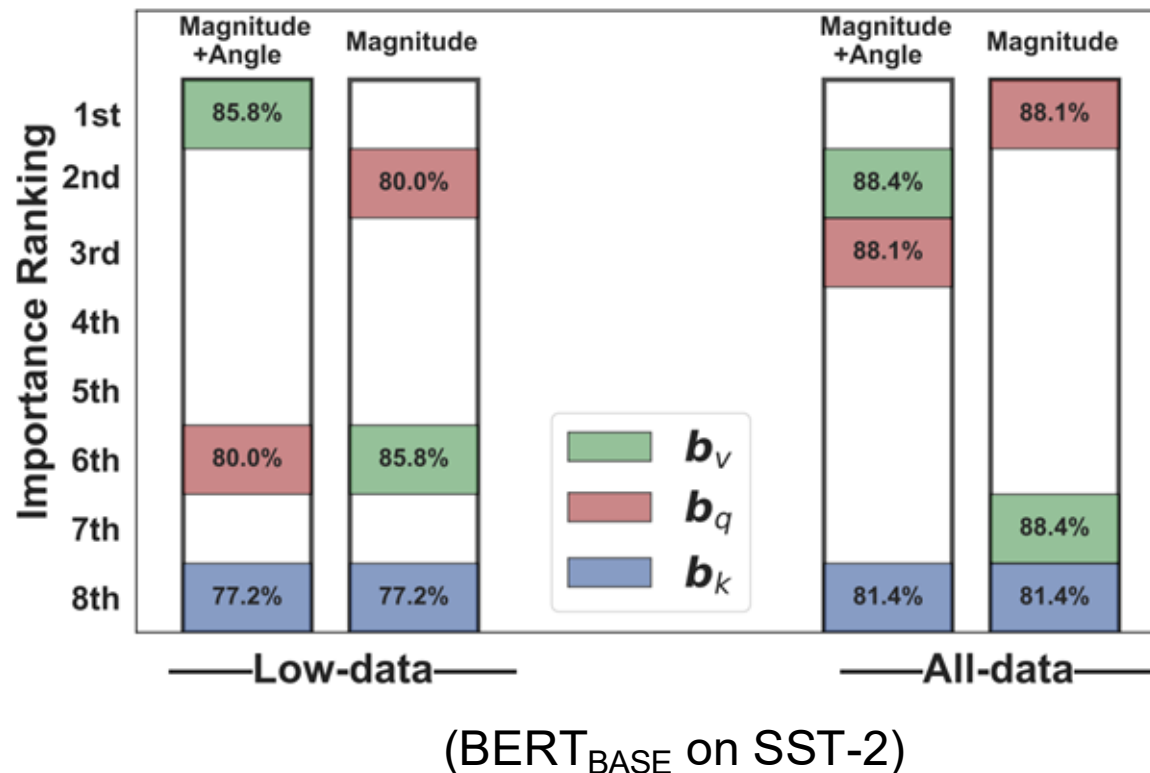 Magnitude
+Angle
Magnitude
Magnitude
+Angle
Magnitude
Importance Ranking
1st
85.8%
88.1%
2nd
80.0%
88.4%
3rd
88.1%
4th
5th
6th
80.0%
85.8%
7th
88.4%
8th
77.2%
77.2%
81.4%
81.4%
b_v
b_q
b_k
Low-data
All-data
(BERT_BASE on SST-2)